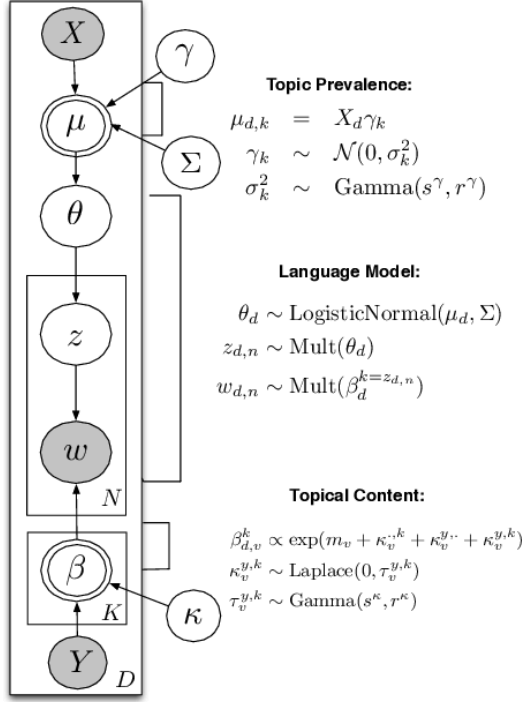 X
γ
μ
Σ
θ
z
w
N
β
K
κ
Y
D
Topic Prevalence:
μ_{d,k} = X_d γ_k
γ_k ∼ N(0, σ_k^2)
σ_k^2 ∼ Gamma(s^γ, r^γ)
Language Model:
θ_d ∼ LogisticNormal(μ_d, Σ)
z_{d,n} ∼ Mult(θ_d)
w_{d,n} ∼ Mult(β_d^{k=z_{d,n}})
Topical Content:
β_{d,v}^k ∝ exp(m_v + κ_v^{·,k} + κ_v^{y,·} + κ_v^{y,k})
κ_v^{y,k} ∼ Laplace(0, τ_v^{y,k})
τ_v^{y,k} ∼ Gamma(s^κ, r^κ)